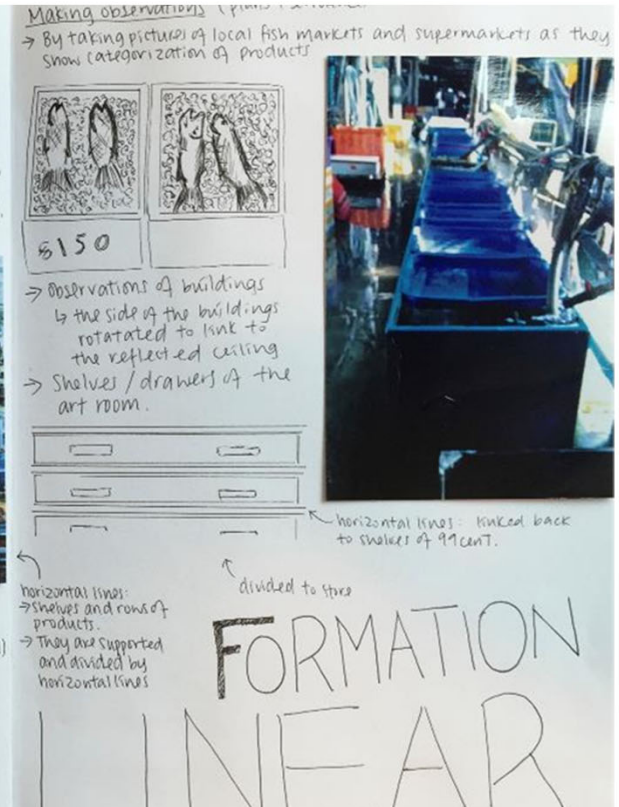 Making observations (plans
→ By taking pictures of local fish markets and supermarkets as they
show categorization of products
$150
→ Observations of buildings
↳ the side of the buildings
rotatated to link to
the reflected ceiling
→ Shelves / drawers of the
art room.
horizontal lines: linked back
to shelves of 99 cenT.
divided to store
horizontal lines:
→ shelves and rows of
products.
→ They are supported
and divided by
horizontal lines
FORMATION
LINEAR